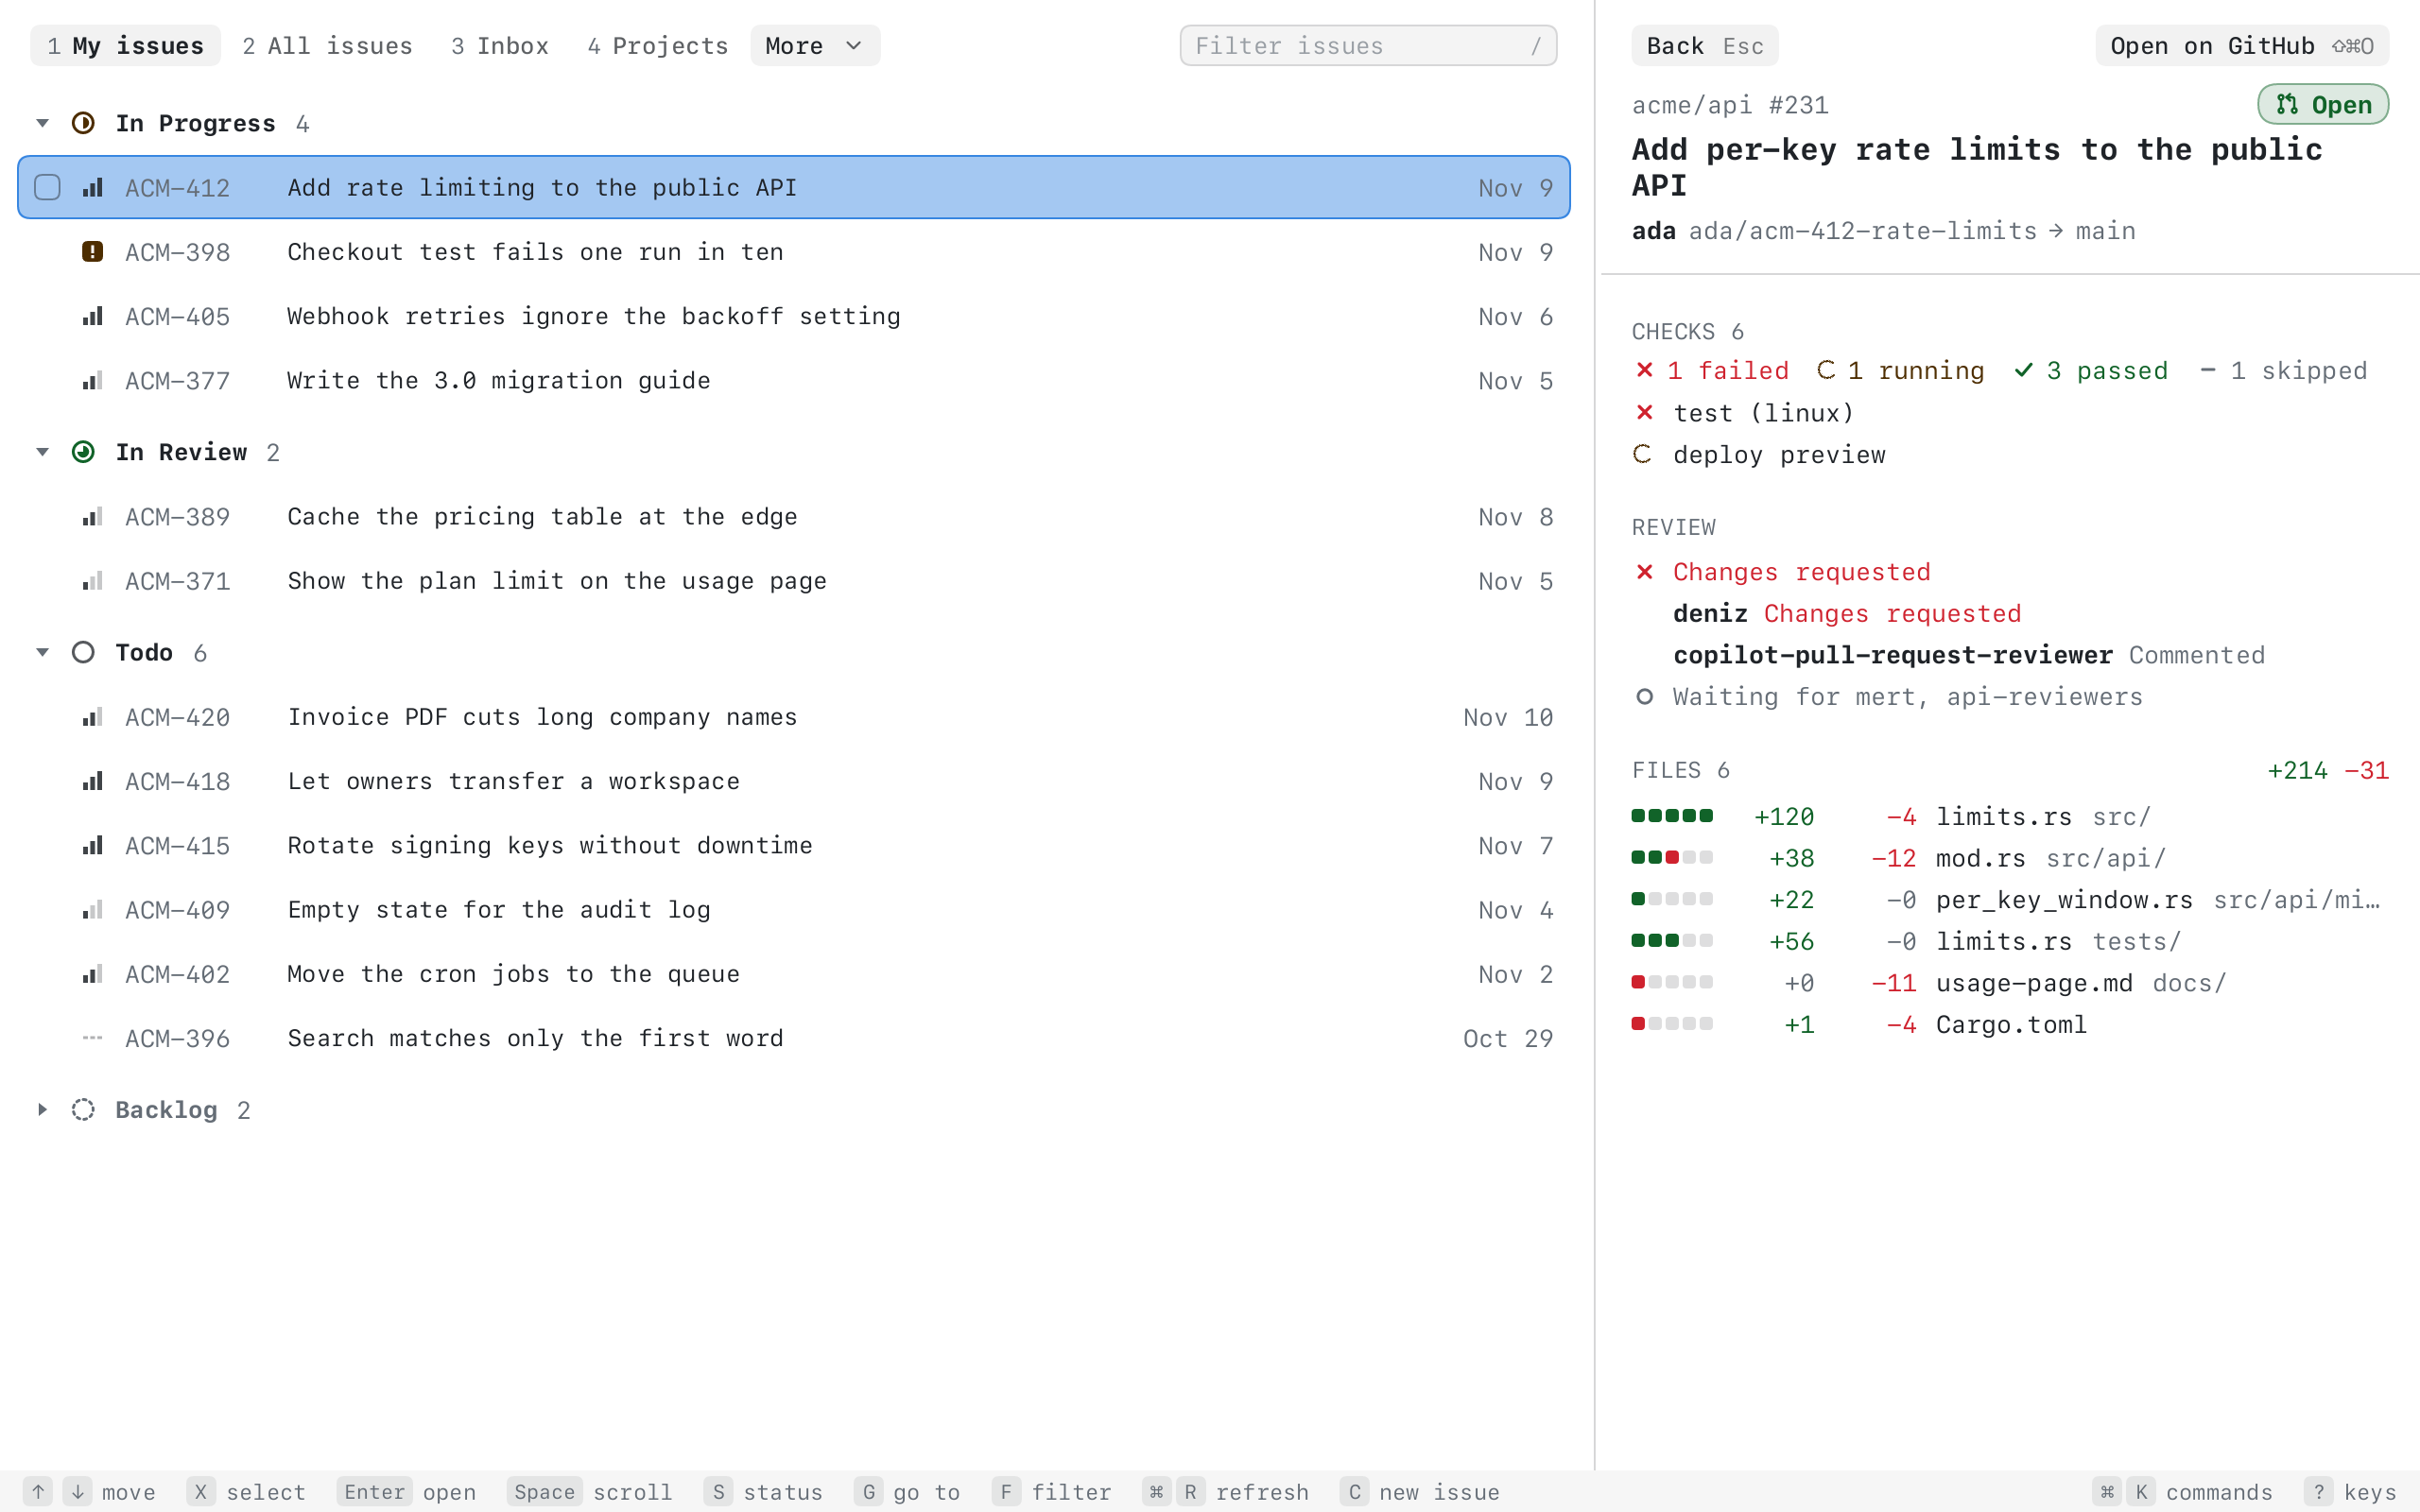 1 My issues 2 All issues 3 Inbox 4 Projects More Filter issues /
In Progress 4
ACM-412 Add rate limiting to the public API Nov 9
ACM-398 Checkout test fails one run in ten Nov 9
ACM-405 Webhook retries ignore the backoff setting Nov 6
ACM-377 Write the 3.0 migration guide Nov 5
In Review 2
ACM-389 Cache the pricing table at the edge Nov 8
ACM-371 Show the plan limit on the usage page Nov 5
Todo 6
ACM-420 Invoice PDF cuts long company names Nov 10
ACM-418 Let owners transfer a workspace Nov 9
ACM-415 Rotate signing keys without downtime Nov 7
ACM-409 Empty state for the audit log Nov 4
ACM-402 Move the cron jobs to the queue Nov 2
ACM-396 Search matches only the first word Oct 29
Backlog 2
Back Esc Open on GitHub ⇧⌘O
acme/api #231 Open
Add per-key rate limits to the public
API
ada ada/acm-412-rate-limits → main
CHECKS 6
1 failed 1 running 3 passed 1 skipped
test (linux)
deploy preview
REVIEW
Changes requested
deniz Changes requested
copilot-pull-request-reviewer Commented
Waiting for mert, api-reviewers
FILES 6 +214 −31
+120 −4 limits.rs src/
+38 −12 mod.rs src/api/
+22 −0 per_key_window.rs src/api/mi…
+56 −0 limits.rs tests/
+0 −11 usage-page.md docs/
+1 −4 Cargo.toml
↑ ↓ move X select Enter open Space scroll S status G go to F filter ⌘ R refresh C new issue ⌘ K commands ? keys